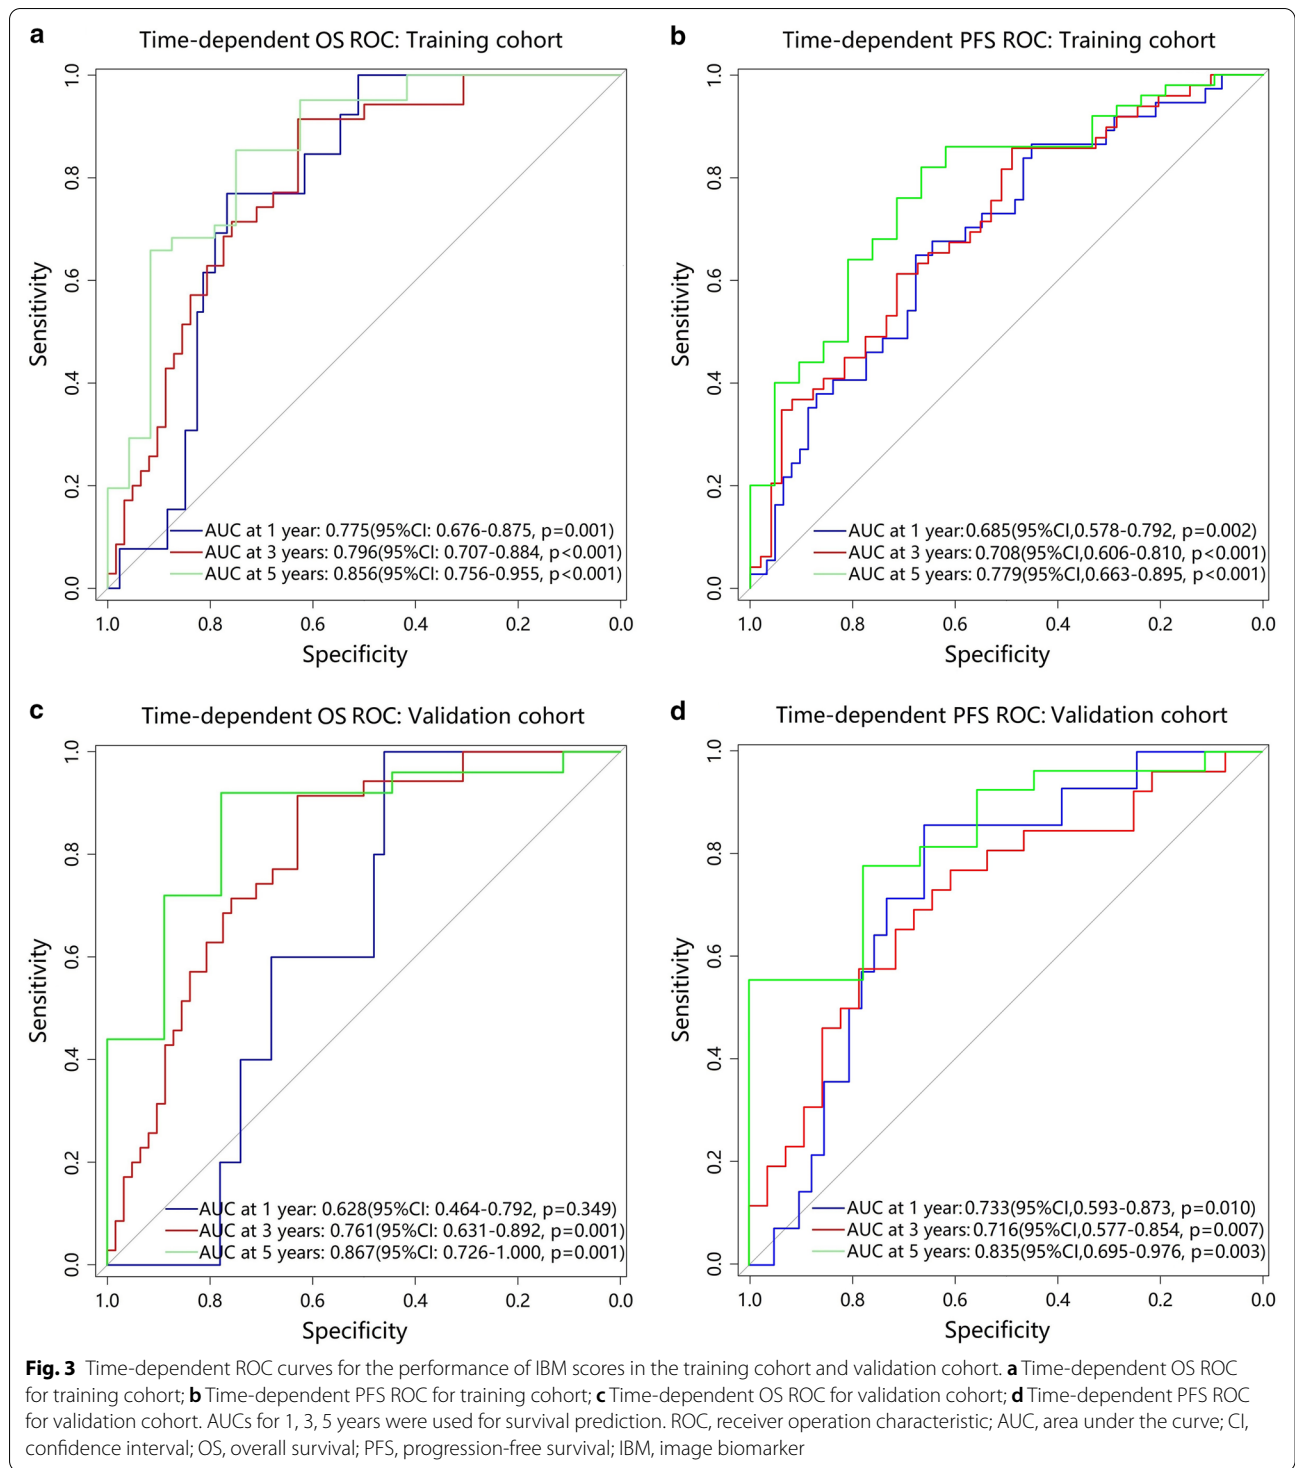 a
Time-dependent OS ROC: Training cohort
1.0
0.8
0.6
0.4
0.2
0.0
Sensitivity
AUC at 1 year: 0.775(95%CI: 0.676-0.875, p=0.001)
AUC at 3 years: 0.796(95%CI: 0.707-0.884, p<0.001)
AUC at 5 years: 0.856(95%CI: 0.756-0.955, p<0.001)
1.0 0.8 0.6 0.4 0.2 0.0
Specificity
b
Time-dependent PFS ROC: Training cohort
1.0
0.8
0.6
0.4
0.2
0.0
Sensitivity
AUC at 1 year:0.685(95%CI,0.578-0.792, p=0.002)
AUC at 3 years: 0.708(95%CI,0.606-0.810, p<0.001)
AUC at 5 years: 0.779(95%CI,0.663-0.895, p<0.001)
1.0 0.8 0.6 0.4 0.2 0.0
Specificity
c
Time-dependent OS ROC: Validation cohort
1.0
0.8
0.6
0.4
0.2
0.0
Sensitivity
AUC at 1 year: 0.628(95%CI: 0.464-0.792, p=0.349)
AUC at 3 years: 0.761(95%CI: 0.631-0.892, p=0.001)
AUC at 5 years: 0.867(95%CI: 0.726-1.000, p=0.001)
1.0 0.8 0.6 0.4 0.2 0.0
Specificity
d
Time-dependent PFS ROC: Validation cohort
1.0
0.8
0.6
0.4
0.2
0.0
Sensitivity
AUC at 1 year:0.733(95%CI,0.593-0.873, p=0.010)
AUC at 3 years: 0.716(95%CI,0.577-0.854, p=0.007)
AUC at 5 years: 0.835(95%CI,0.695-0.976, p=0.003)
1.0 0.8 0.6 0.4 0.2 0.0
Specificity
Fig. 3 Time-dependent ROC curves for the performance of IBM scores in the training cohort and validation cohort. a Time-dependent OS ROC
for training cohort; b Time-dependent PFS ROC for training cohort; c Time-dependent OS ROC for validation cohort; d Time-dependent PFS ROC
for validation cohort. AUCs for 1, 3, 5 years were used for survival prediction. ROC, receiver operation characteristic; AUC, area under the curve; CI,
confidence interval; OS, overall survival; PFS, progression-free survival; IBM, image biomarker